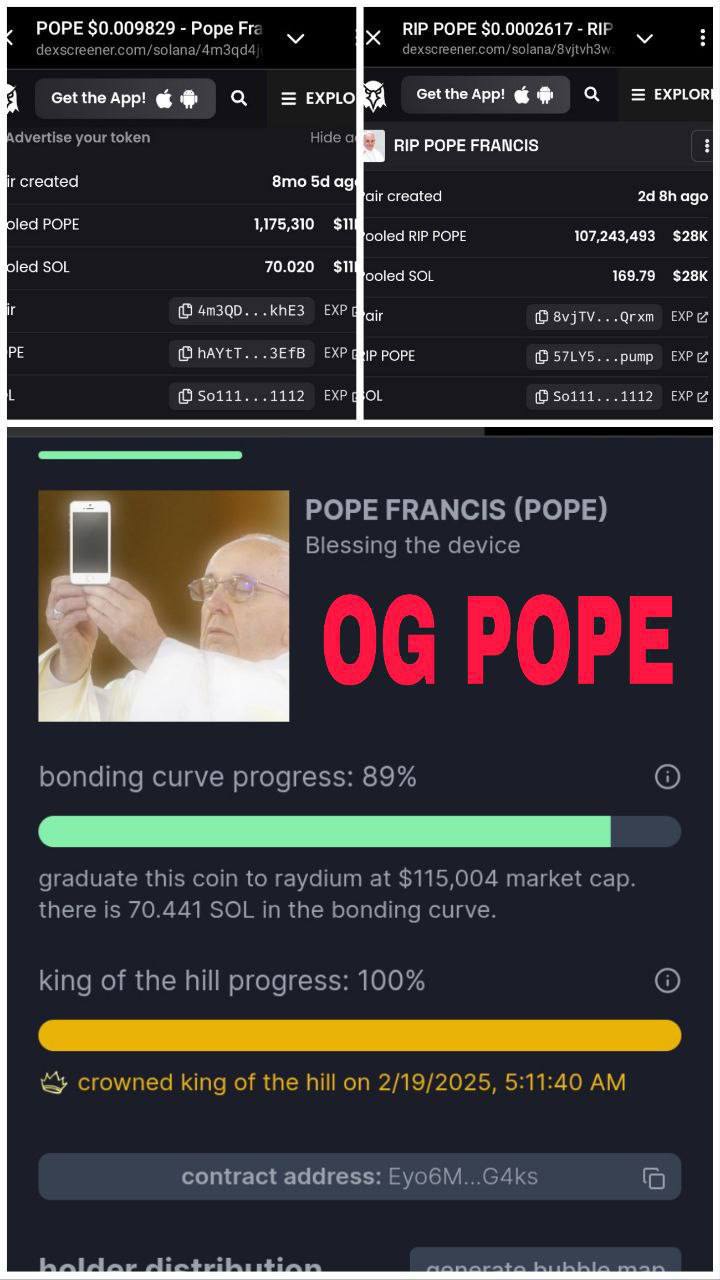 POPE $0.009829 - Pope Fra
dexscreener.com/solana/4m3qd4j
Get the App!
EXPLO
Advertise your token
Hide a
ir created
8mo 5d ago
oled POPE
1,175,310
$11
oled SOL
70.020
$11
ir
4m3QD...khE3
EXP
PE
hAYtT...3EfB
EXP
L
So111...1112
EXP
RIP POPE $0.0002617 - RIP
dexscreener.com/solana/8vjtvh3w.
Get the App!
EXPLOR
RIP POPE FRANCIS
air created
2d 8h ago
ooled RIP POPE
107,243,493
$28K
ooled SOL
169.79
$28K
air
8vjTV...Qrxm
EXP
IP POPE
57LY5...pump
EXP
SOL
So111...1112
EXP
POPE FRANCIS (POPE)
Blessing the device
OG POPE
bonding curve progress: 89%
graduate this coin to raydium at $115,004 market cap.
there is 70.441 SOL in the bonding curve.
king of the hill progress: 100%
crowned king of the hill on 2/19/2025, 5:11:40 AM
contract address: Eyo6M...G4ks
holder distribution
generate bubble map